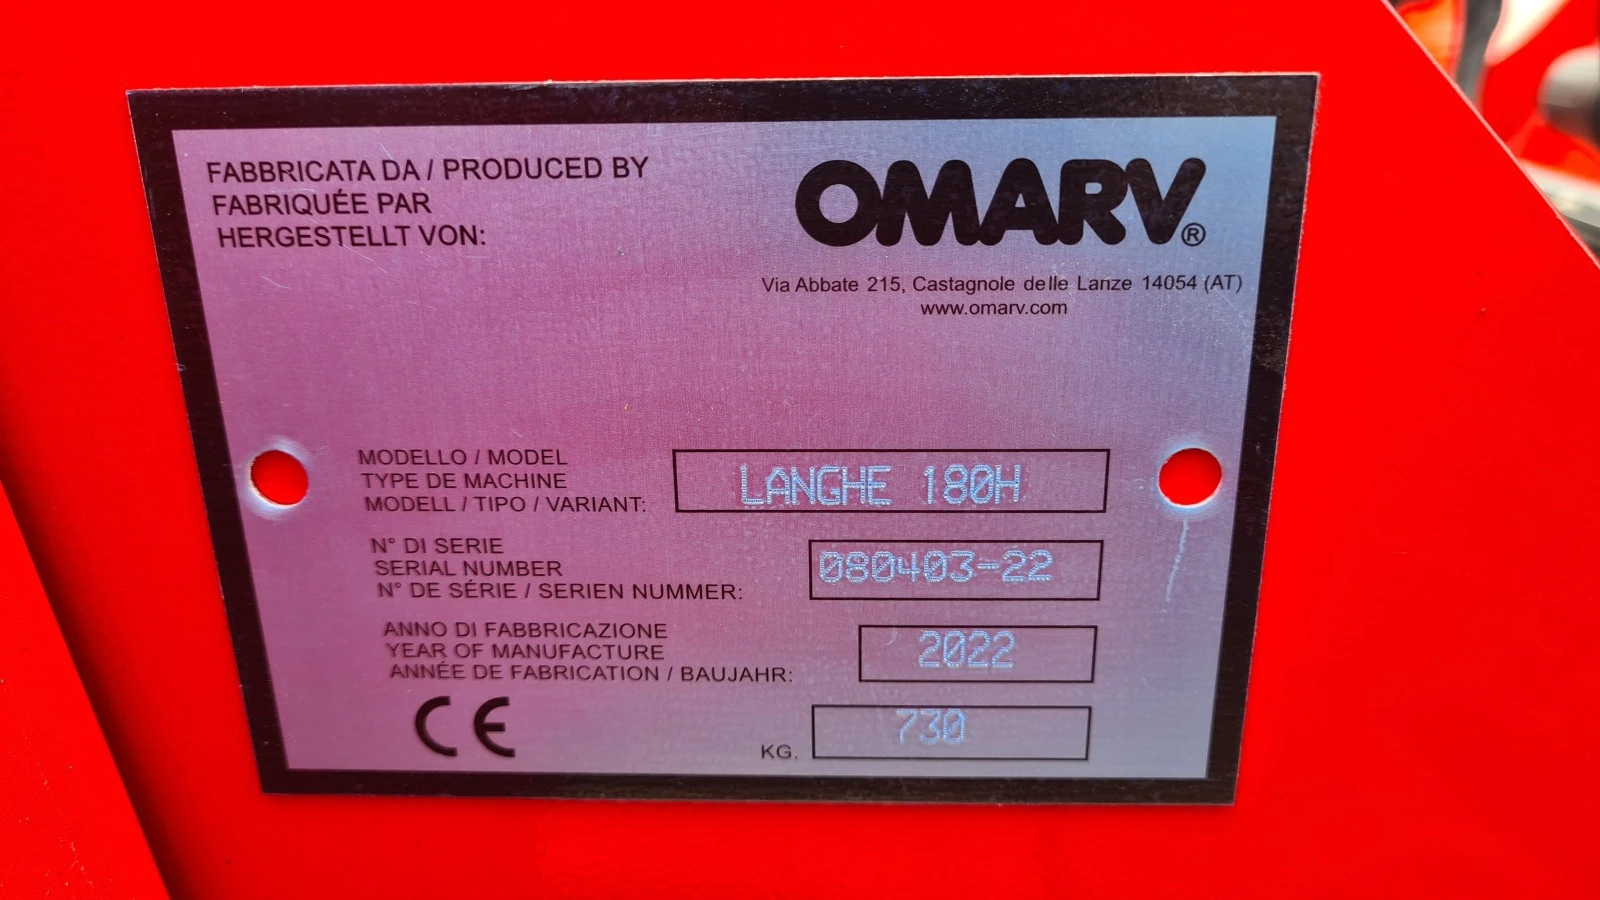 FABBRICATA DA / PRODUCED BY
FABRIQUÉE PAR
HERGESTELLT VON:
OMARV®
Via Abbate 215, Castagnole delle Lanze 14054 (AT)
www.omarv.com
MODELLO / MODEL
TYPE DE MACHINE
MODELL / TIPO / VARIANT:
LANGHE 180H
N° DI SERIE
SERIAL NUMBER
N° DE SÉRIE / SERIEN NUMMER:
080403-22
ANNO DI FABBRICAZIONE
YEAR OF MANUFACTURE
ANNÉE DE FABRICATION / BAUJAHR:
2022
CE
KG. 730